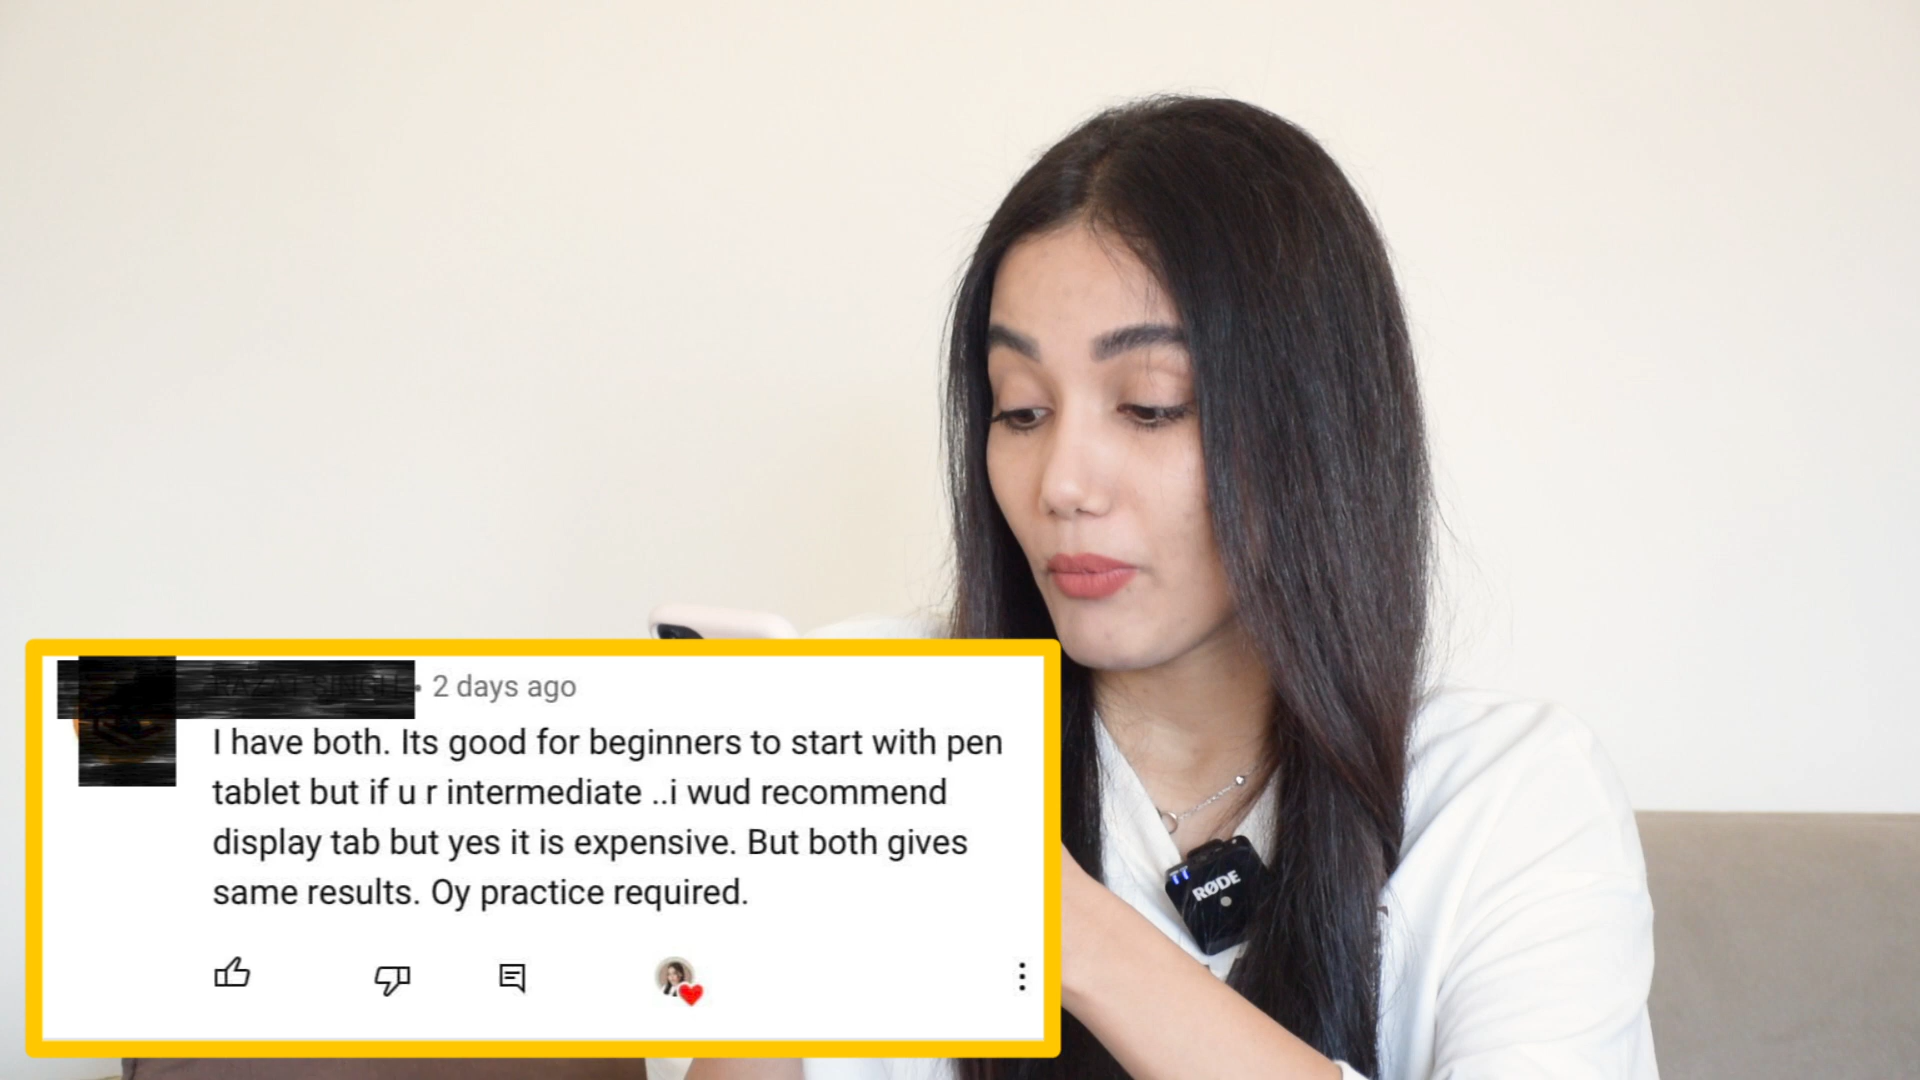 • 2 days ago
I have both. Its good for beginners to start with pen
tablet but if u r intermediate ..i wud recommend
display tab but yes it is expensive. But both gives
same results. Oy practice required.
RØDE